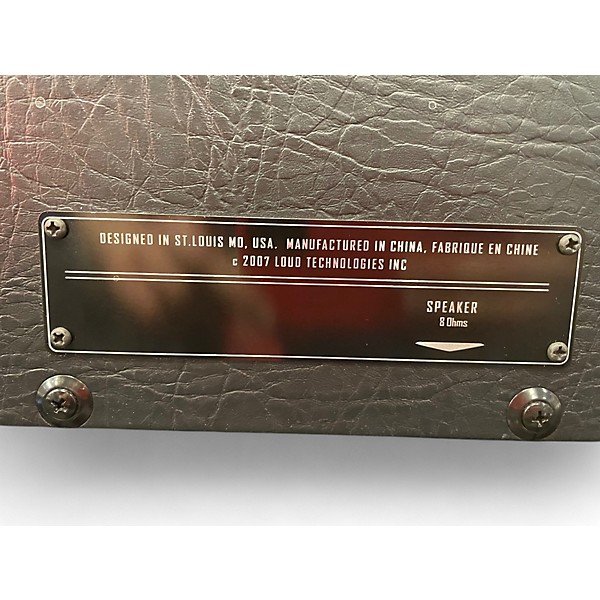 DESIGNED IN ST.LOUIS MO, USA. MANUFACTURED IN CHINA, FABRIQUE EN CHINE
c 2007 LOUD TECHNOLOGIES INC
SPEAKER
8 Ohms